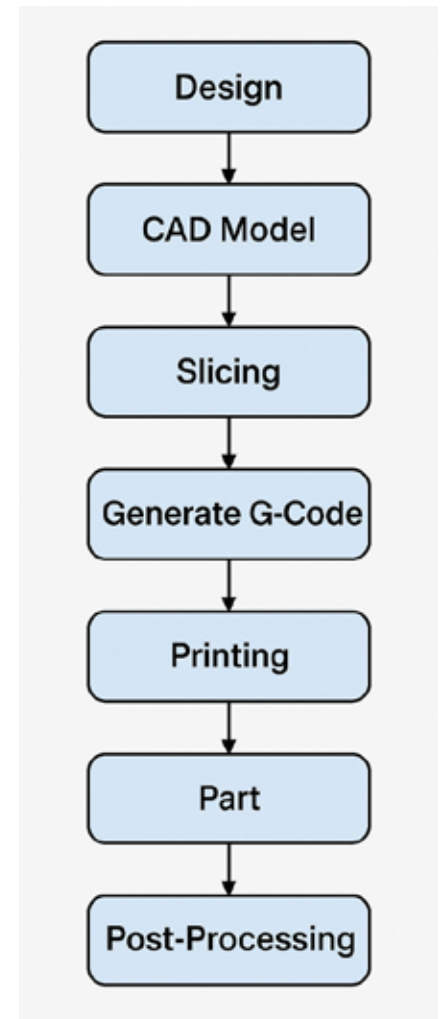 Design
CAD Model
Slicing
Generate G-Code
Printing
Part
Post-Processing